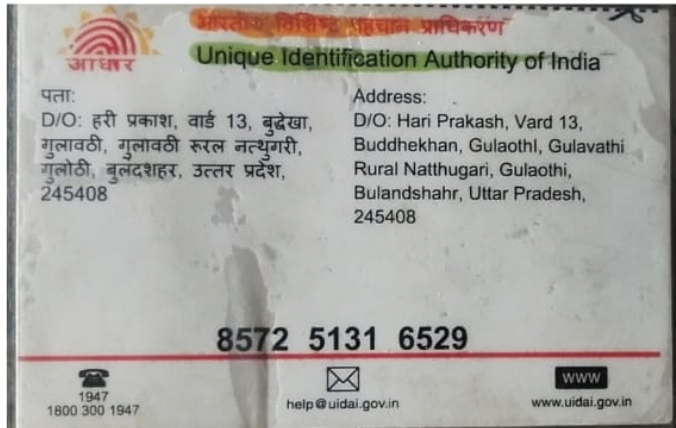 आधार
भारतीय विशिष्ट पहचान प्राधिकरण
Unique Identification Authority of India
पता:
D/O: हरी प्रकाश, वार्ड 13, बुद्धेखा,
गुलावठी, गुलावठी रूरल नत्थुगरी,
गुलोठी, बुलंदशहर, उत्तर प्रदेश,
245408
Address:
D/O: Hari Prakash, Vard 13,
Buddhekhan, Gulaothl, Gulavathi
Rural Natthugari, Gulaothi,
Bulandshahr, Uttar Pradesh,
245408
8572 5131 6529
1947
1800 300 1947
help@uidai.gov.in
www
www.uidai.gov.in